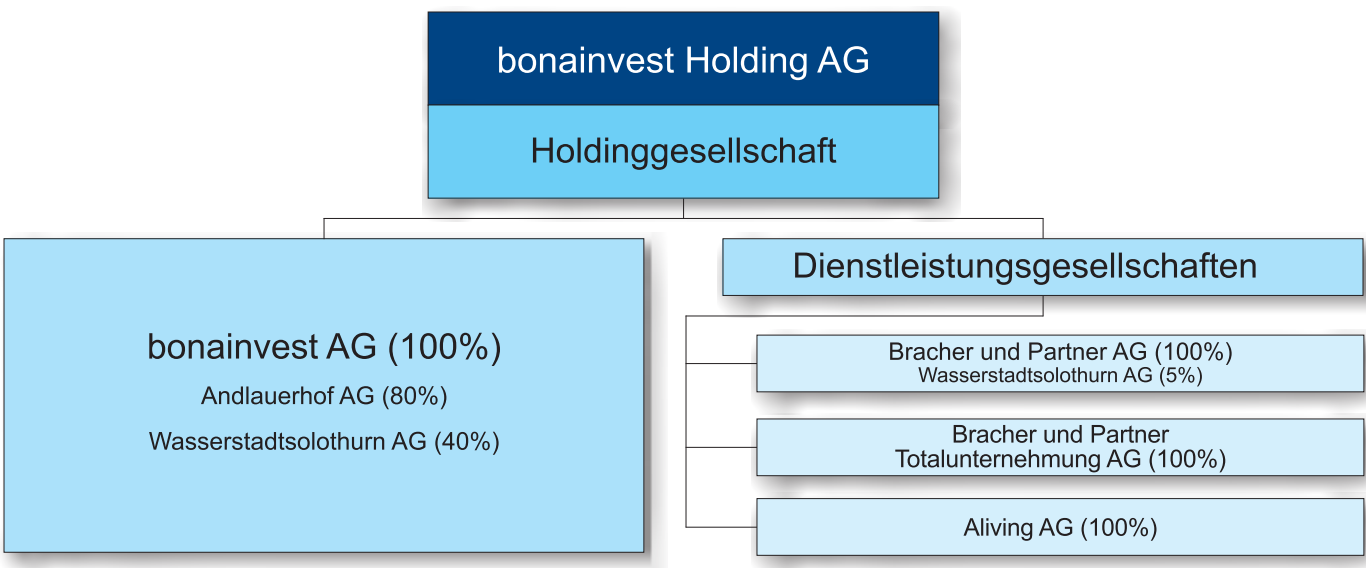 bonainvest Holding AG
Holdinggesellschaft
bonainvest AG (100%)
Andlauerhof AG (80%)
Wasserstadtsolothurn AG (40%)
Dienstleistungsgesellschaften
Bracher und Partner AG (100%)
Wasserstadtsolothurn AG (5%)
Bracher und Partner
Totalunternehmung AG (100%)
Aliving AG (100%)